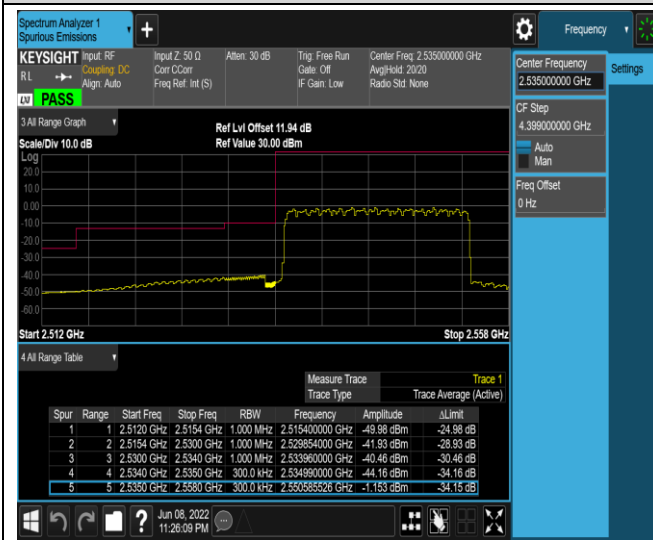 Spectrum Analyzer 1
Spurious Emissions
Frequency
KEYSIGHT Input: RF Input Z: 50 Ω Atten: 30 dB Trig: Free Run Center Freq: 2.535000000 GHz
RL Coupling: DC Corr CCorr Gate: Off Avg|Hold: 20/20
Align: Auto Freq Ref: Int (S) IF Gain: Low Radio Std: None
LXI PASS
3 All Range Graph
Ref Lvl Offset 11.94 dB
Scale/Div 10.0 dB Ref Value 30.00 dBm
Log
20.0
10.0
0.00
-10.0
-20.0
-30.0
-40.0
-50.0
-60.0
Start 2.512 GHz Stop 2.558 GHz
4 All Range Table
Measure Trace Trace 1
Trace Type Trace Average (Active)
Spur Range Start Freq Stop Freq RBW Frequency Amplitude ΔLimit
1 1 2.5120 GHz 2.5154 GHz 1.000 MHz 2.515400000 GHz -49.98 dBm -24.98 dB
2 2 2.5154 GHz 2.5300 GHz 1.000 MHz 2.529854000 GHz -41.93 dBm -28.93 dB
3 3 2.5300 GHz 2.5340 GHz 1.000 MHz 2.533960000 GHz -40.46 dBm -30.46 dB
4 4 2.5340 GHz 2.5350 GHz 300.0 kHz 2.534990000 GHz -44.16 dBm -34.16 dB
5 5 2.5350 GHz 2.5580 GHz 300.0 kHz 2.550585526 GHz -1.153 dBm -34.15 dB
Jun 08, 2022
11:26:09 PM
Center Frequency
2.535000000 GHz
Settings
CF Step
4.399000000 GHz
Auto
Man
Freq Offset
0 Hz